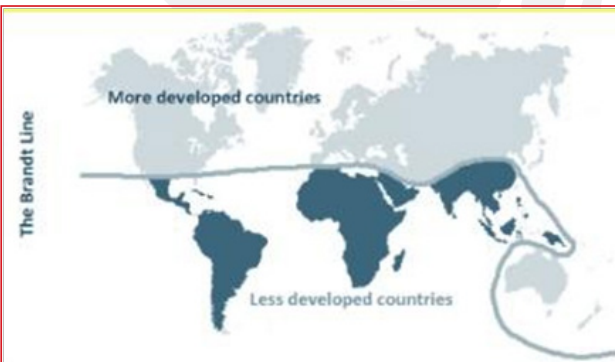 The Brandt Line
More developed countries
Less developed countries